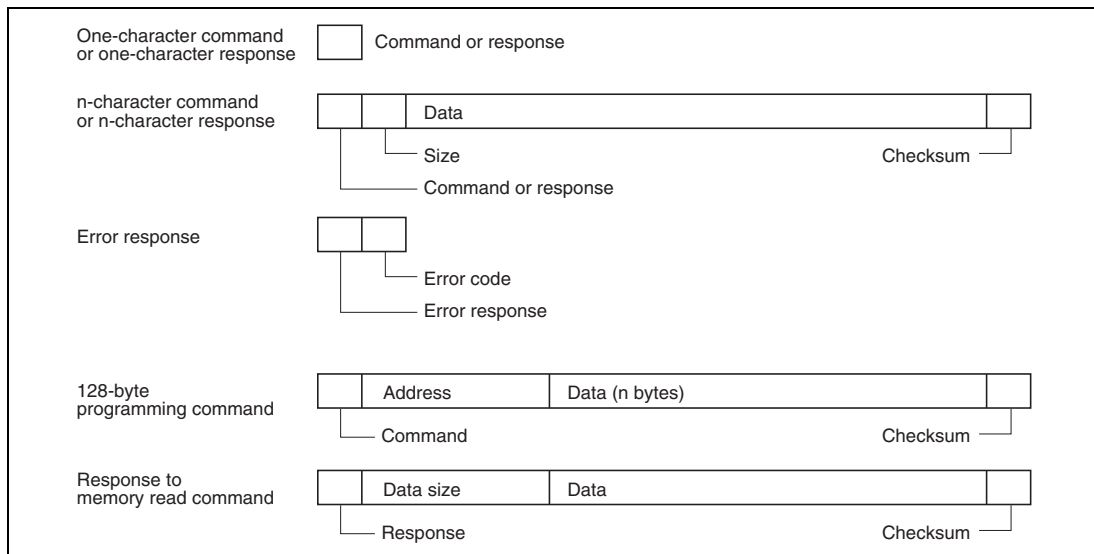 One-character command
or one-character response
Command or response
n-character command
or n-character response
Data
Size
Checksum
Command or response
Error response
Error code
Error response
128-byte
programming command
Address
Data (n bytes)
Command
Checksum
Response to
memory read command
Data size
Data
Response
Checksum